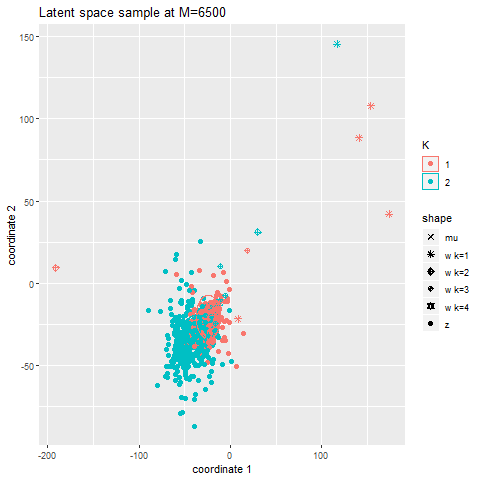 Latent space sample at M=6500
150
100
50
0
-50
-200
-100
0
100
coordinate 1
coordinate 2
K
1
2
shape
mu
w k=1
w k=2
w k=3
w k=4
z